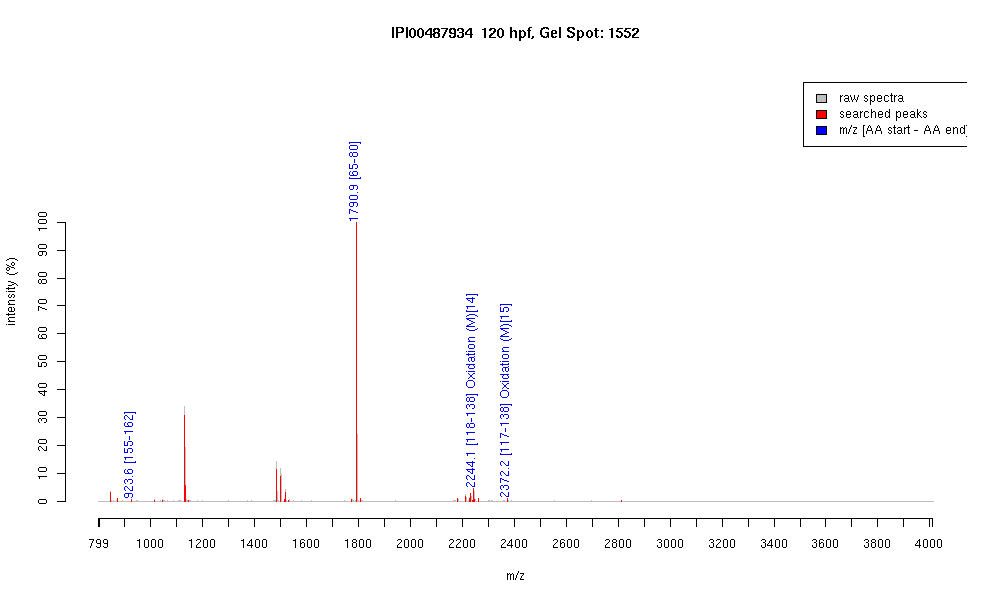 IPI00487934 120 hpf, Gel Spot: 1552
raw spectra
searched peaks
m/z [AA start - AA end]
intensity (%)
0 10 20 30 40 50 60 70 80 90 100
923.6 [155-162]
1790.9 [65-80]
2244.1 [118-138] Oxidation (M)[14]
2372.2 [117-138] Oxidation (M)[15]
799 1000 1200 1400 1600 1800 2000 2200 2400 2600 2800 3000 3200 3400 3600 3800 4000
m/z